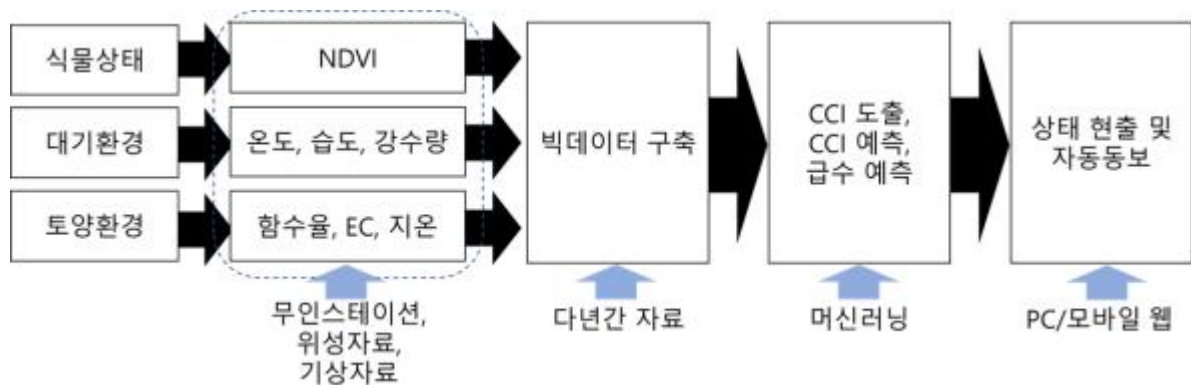 식물상태
NDVI
대기환경
온도, 습도, 강수량
토양환경
함수율, EC, 지온
무인스테이션,
위성자료,
기상자료
빅데이터 구축
다년간 자료
CCI 도출,
CCI 예측,
급수 예측
머신러닝
상태 현출 및
자동통보
PC/모바일 웹